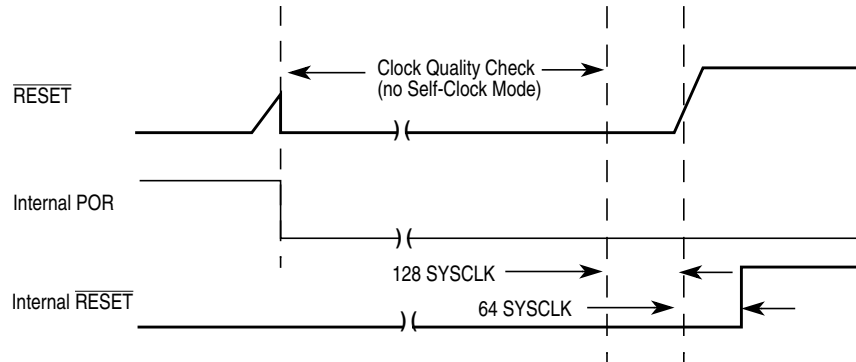 Clock Quality Check
(no Self-Clock Mode)
RESET
Internal POR
128 SYSCLK
Internal RESET
64 SYSCLK